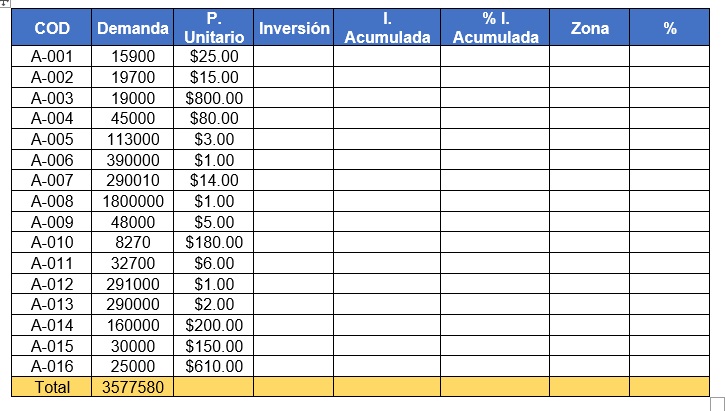 COD Demanda P. Unitario Inversión I. Acumulada % I. Acumulada Zona %
A-001 15900 $25.00
A-002 19700 $15.00
A-003 19000 $800.00
A-004 45000 $80.00
A-005 113000 $3.00
A-006 390000 $1.00
A-007 290010 $14.00
A-008 1800000 $1.00
A-009 48000 $5.00
A-010 8270 $180.00
A-011 32700 $6.00
A-012 291000 $1.00
A-013 290000 $2.00
A-014 160000 $200.00
A-015 30000 $150.00
A-016 25000 $610.00
Total 3577580